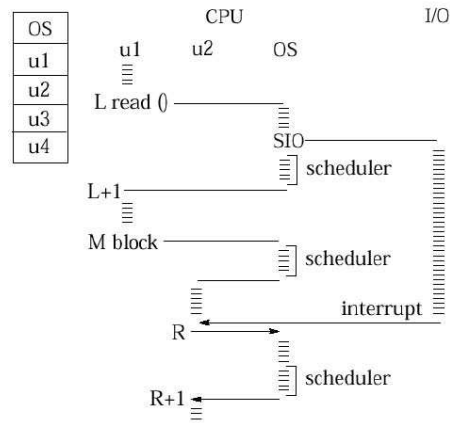 CPU I/O
OS
u1
u2
u3
u4
u1 u2 OS
L read ()
SIO
scheduler
L+1
M block
scheduler
interrupt
R
scheduler
R+1